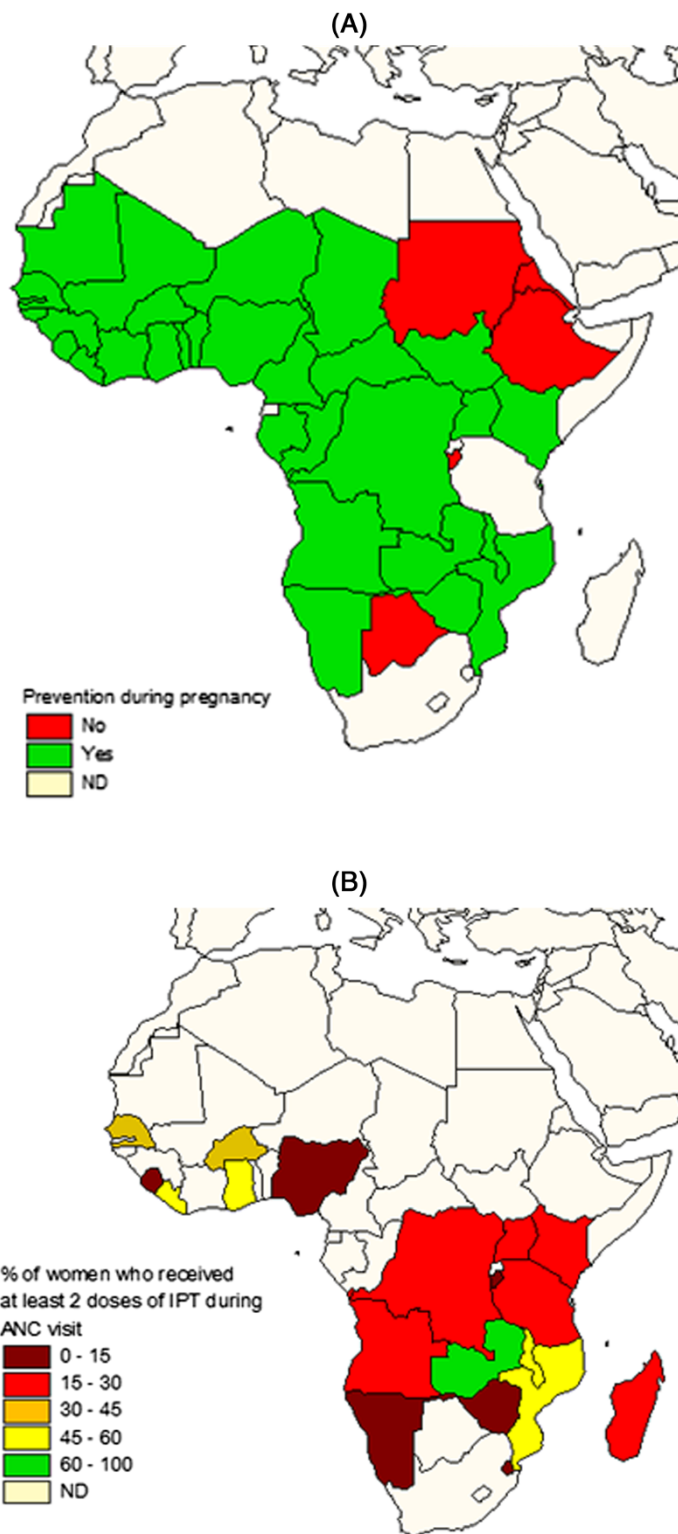 (A)
Prevention during pregnancy
No
Yes
ND
(B)
% of women who received
at least 2 doses of IPT during
ANC visit
0 - 15
15 - 30
30 - 45
45 - 60
60 - 100
ND